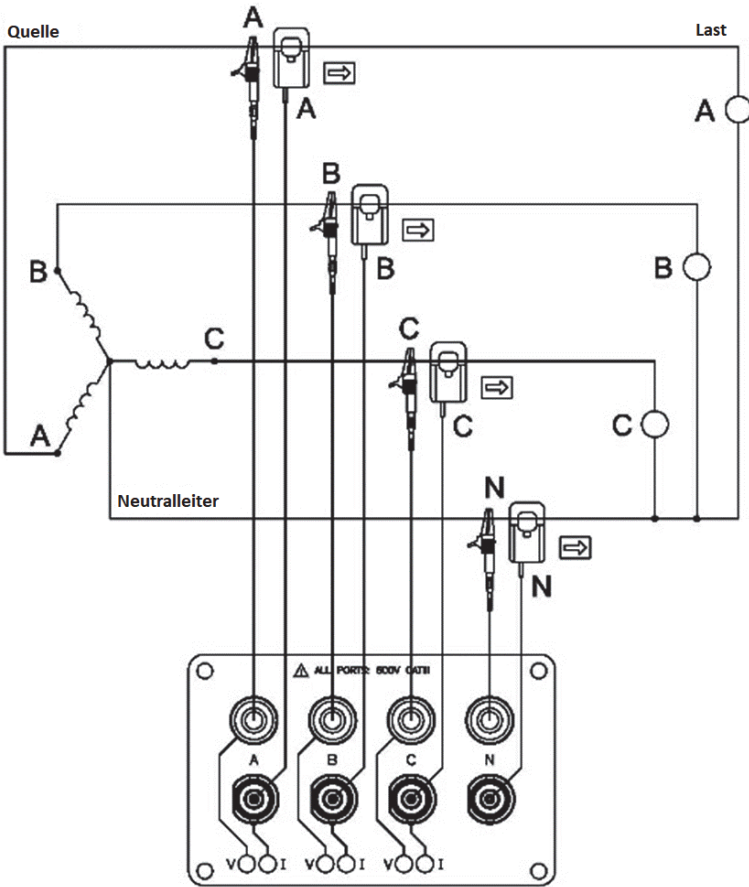 Quelle
A
Last
A
A
B
B
B
B
C
C
C
C
A
Neutralleiter
N
N
ALL PORTS: 600V CATIII
A B C N
V I V I V I